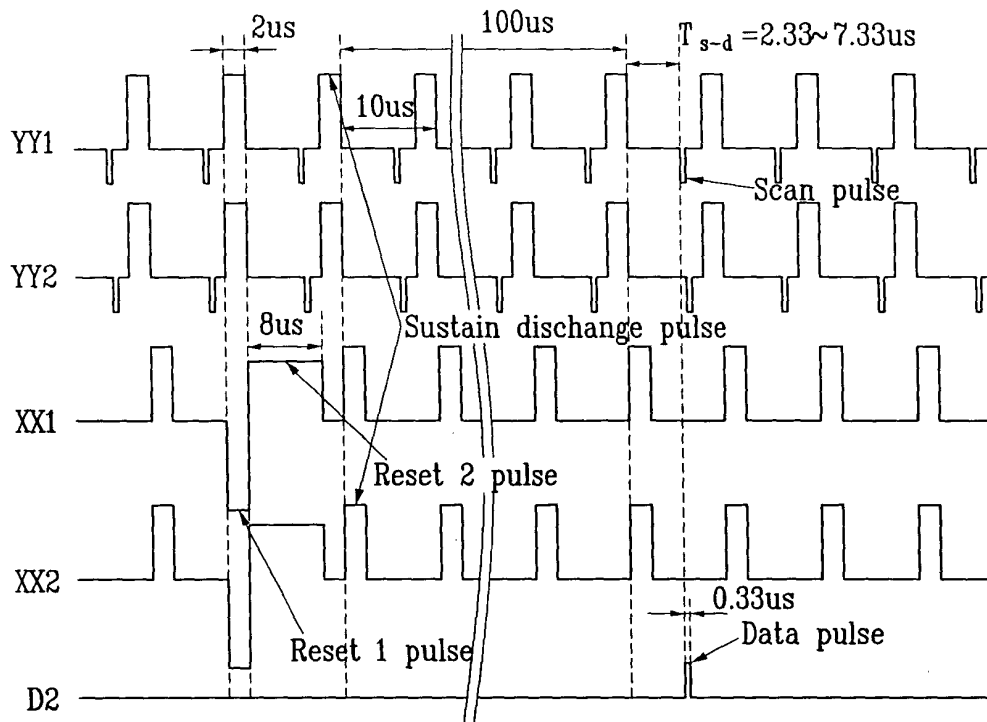 2us
100us
T s-d =2.33~7.33us
10us
YY1
Scan pulse
YY2
8us
Sustain dischange pulse
XX1
Reset 2 pulse
XX2
0.33us
Data pulse
Reset 1 pulse
D2